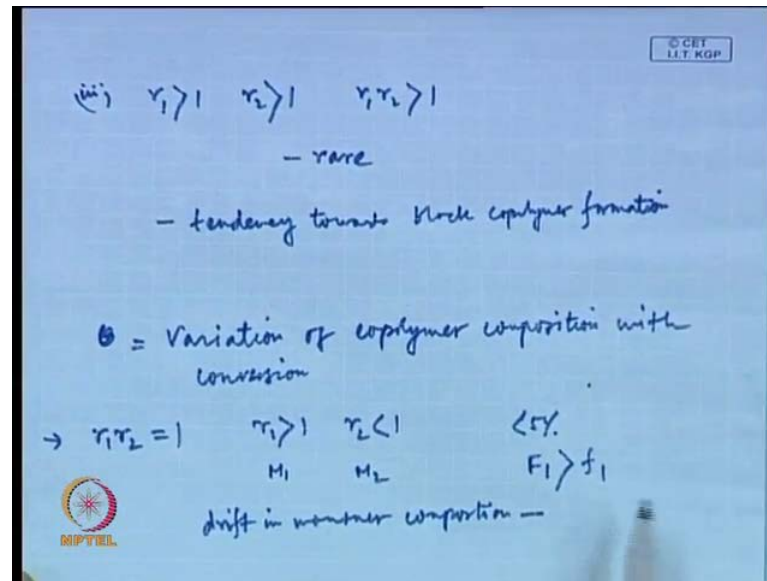 © CET
I.I.T. KGP
(iii) r₁>1 r₂>1 r₁r₂>1
- rare
- tendency towards block copolymer formation
= Variation of copolymer composition with
conversion
→ r₁r₂=1 r₁>1 r₂<1 <5%
M₁ M₂ F₁>f₁
drift in monomer composition —
NPTEL